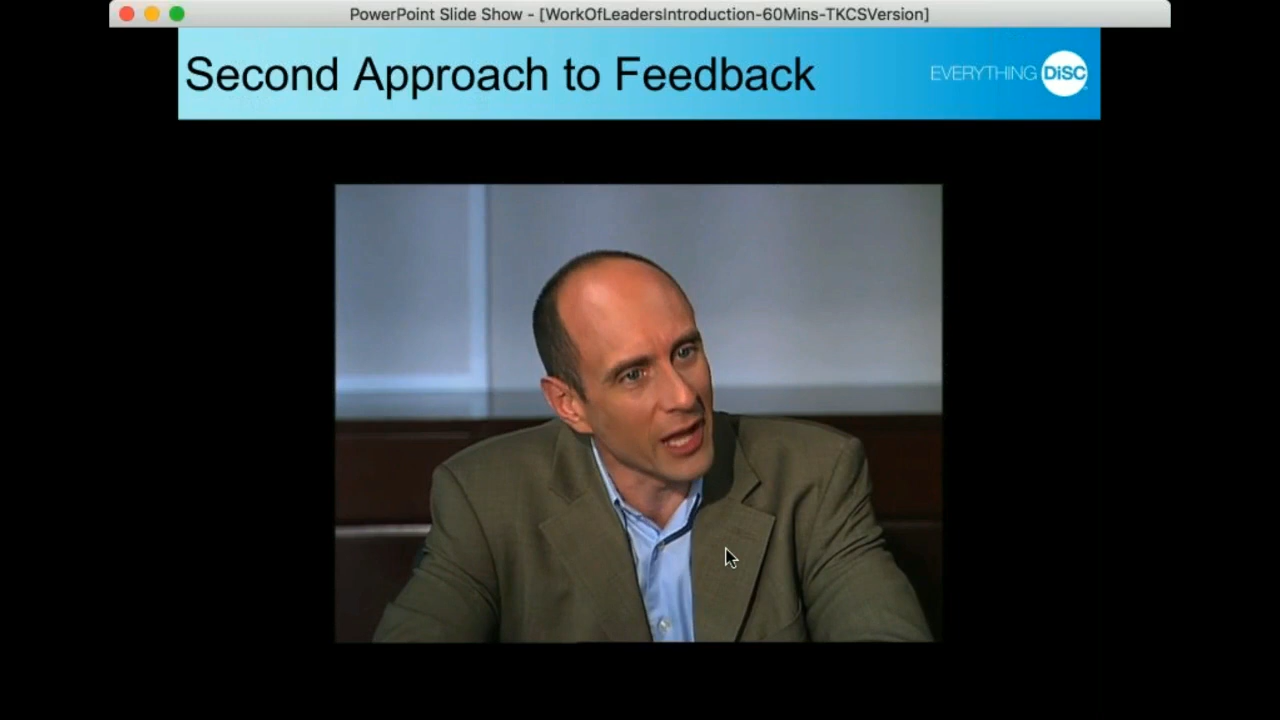 PowerPoint Slide Show - [WorkOfLeadersIntroduction-60Mins-TKCSVersion]
Second Approach to Feedback
EVERYTHING DiSC